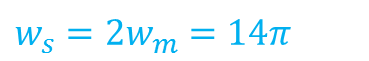 w_s = 2w_m = 14π